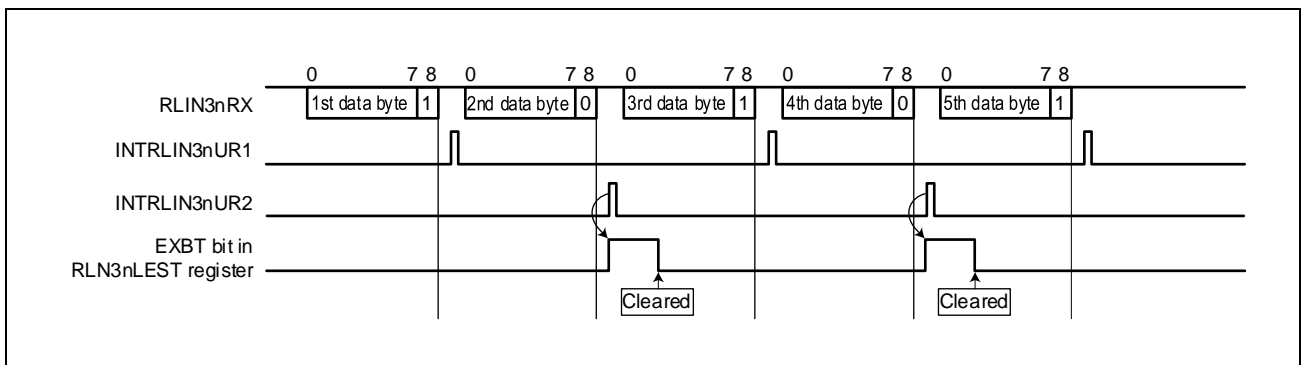 0 7 8 0 7 8 0 7 8 0 7 8 0 7 8
RLIN3nRX 1st data byte 1 2nd data byte 0 3rd data byte 1 4th data byte 0 5th data byte 1
INTRLIN3nUR1
INTRLIN3nUR2
EXBT bit in
RLN3nLEST register
Cleared Cleared